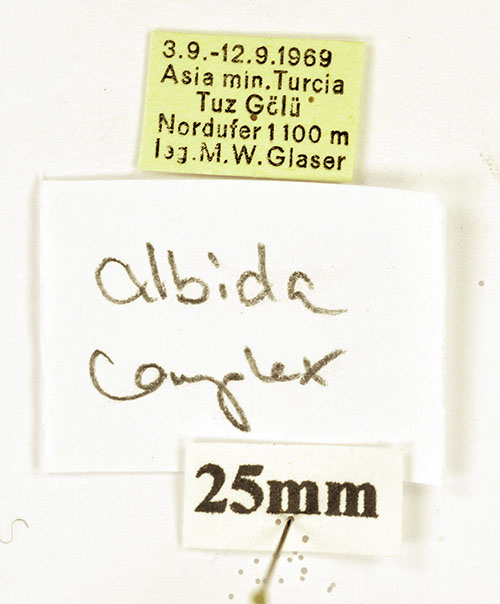 3.9.-12.9.1969
Asia min.Turcia
Tuz Gölü
Nordufer 1100 m
leg.M.W.Glaser
albida
complex
25mm